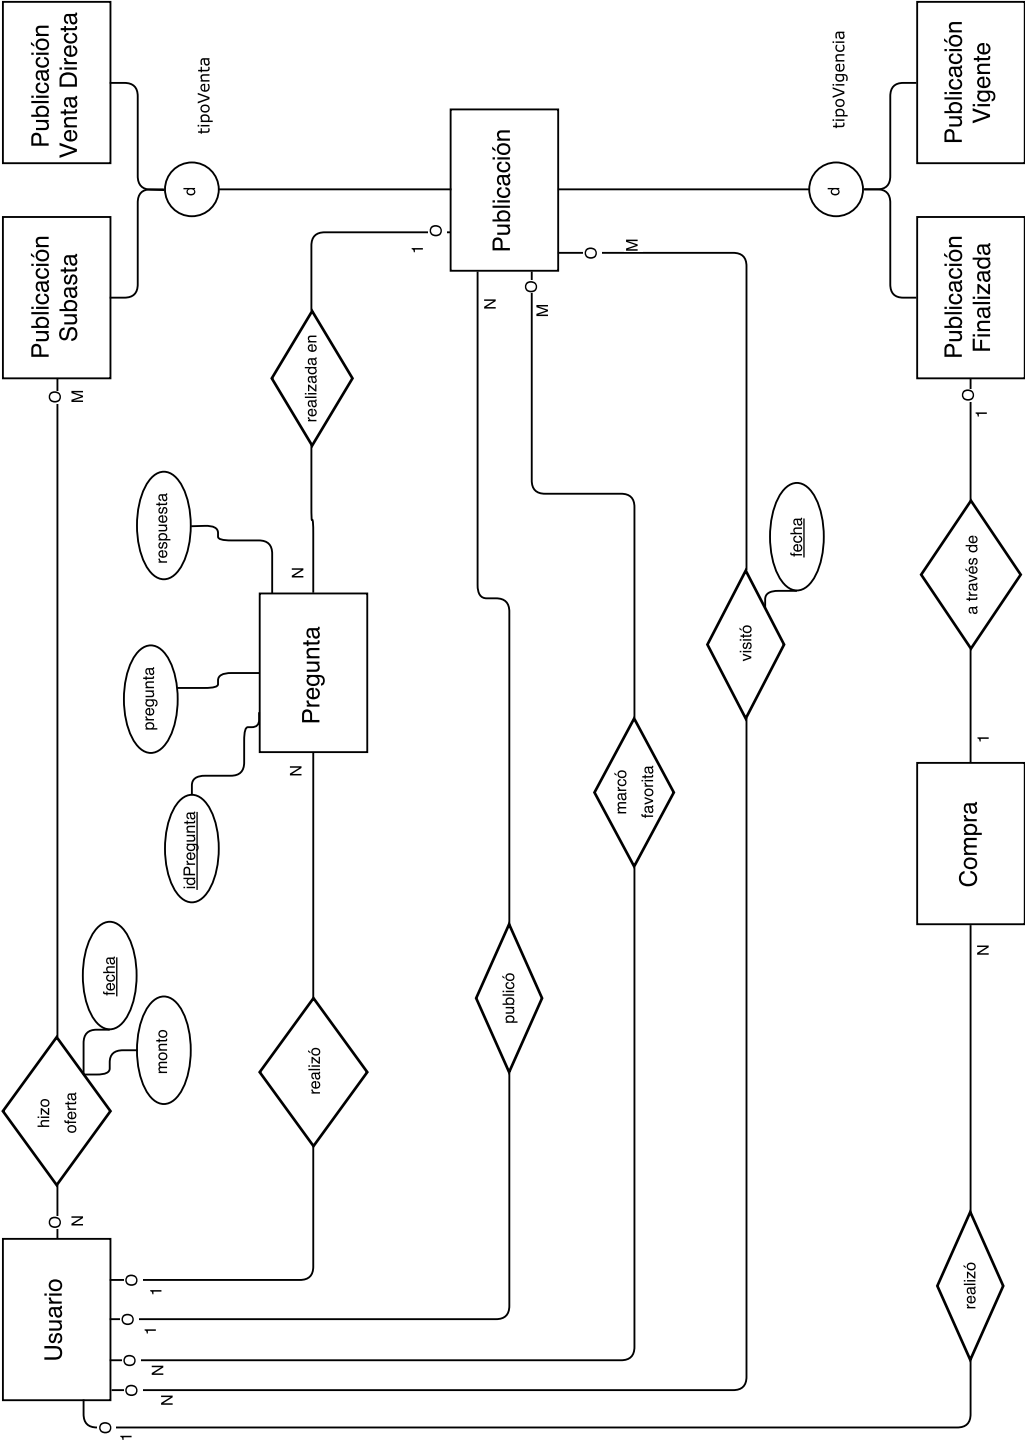 Usuario
O
N
hizo
oferta
fecha
monto
O
M
Publicación
Subasta
Publicación
Venta Directa
d
tipoVenta
O
1
realizó
N
idPregunta
pregunta
respuesta
Pregunta
N
realizada en
1
O
Publicación
O
1
publicó
N
O
N
marcó
favorita
M
O
O
N
visitó
fecha
M
O
d
tipoVigencia
O
1
realizó
N
Compra
1
a través de
1
O
Publicación
Finalizada
Publicación
Vigente